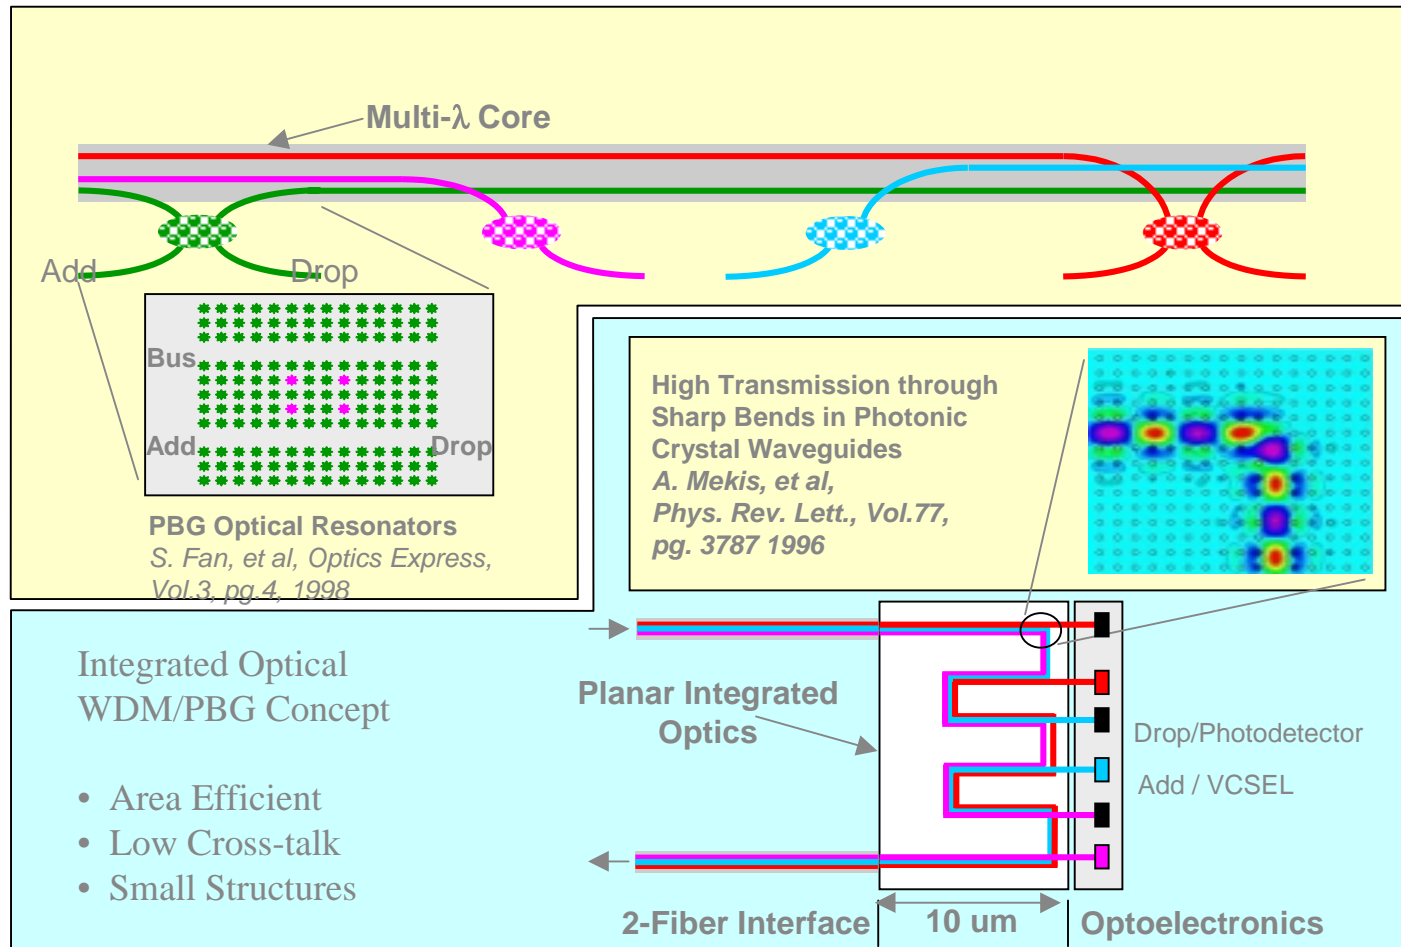 Multi-λ Core
Add
Drop
Bus
Add
Drop
PBG Optical Resonators
S. Fan, et al, Optics Express,
Vol.3, pg.4, 1998
High Transmission through
Sharp Bends in Photonic
Crystal Waveguides
A. Mekis, et al,
Phys. Rev. Lett., Vol.77,
pg. 3787 1996
Integrated Optical
WDM/PBG Concept
• Area Efficient
• Low Cross-talk
• Small Structures
Planar Integrated
Optics
Drop/Photodetector
Add / VCSEL
2-Fiber Interface
10 um
Optoelectronics